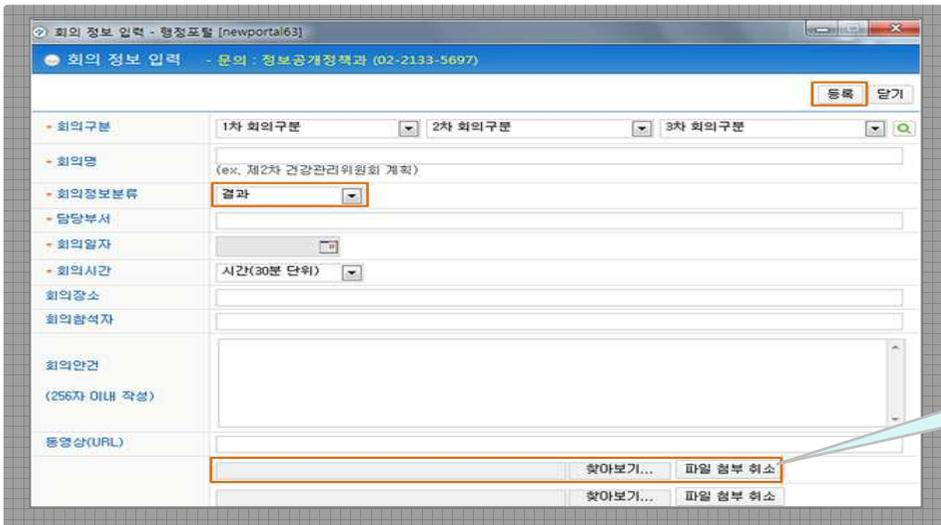 회의 정보 입력 - 행정포털 [newportal63]
회의 정보 입력 - 문의 : 정보공개정책과 (02-2133-5697)
등록 닫기
회의구분 1차 회의구분 2차 회의구분 3차 회의구분
회의명
(ex, 제2차 건강관리위원회 계획)
회의정보분류 결과
담당부서
회의일자
회의시간 시간(30분 단위)
회의장소
회의참석자
회의안건
(256자 이내 작성)
동영상(URL)
찾아보기... 파일 첨부 취소
찾아보기... 파일 첨부 취소